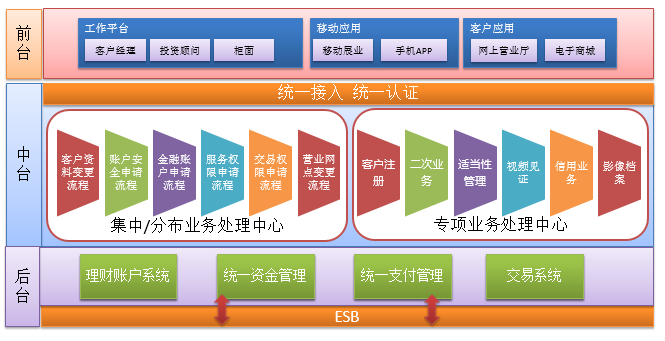 前台
工作平台
客户经理
投资顾问
柜面
移动应用
移动展业
手机APP
客户应用
网上营业厅
电子商城
中台
统一接入 统一认证
客户资
料变更
流程
账户安
全申请
流程
金融账
户申请
流程
服务权
限申请
流程
交易权
限申请
流程
营业网
点变更
流程
集中/分布业务处理中心
客户注
册
二次业
务
适当性
管理
视频见
证
信用业
务
影像档
案
专项业务处理中心
后台
理财账户系统
统一资金管理
统一支付管理
交易系统
ESB